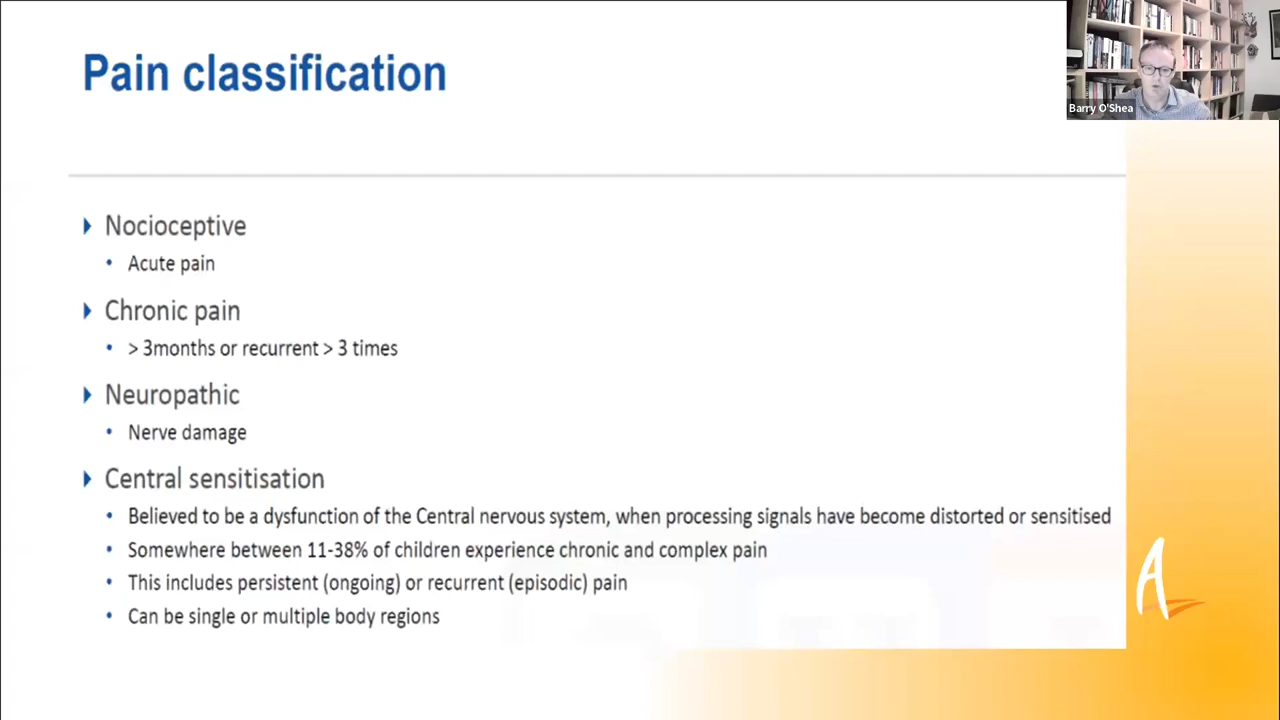 Pain classification
Barry O'Shea
Nocioceptive
• Acute pain
Chronic pain
• > 3months or recurrent > 3 times
Neuropathic
• Nerve damage
Central sensitisation
• Believed to be a dysfunction of the Central nervous system, when processing signals have become distorted or sensitised
• Somewhere between 11-38% of children experience chronic and complex pain
• This includes persistent (ongoing) or recurrent (episodic) pain
• Can be single or multiple body regions
A